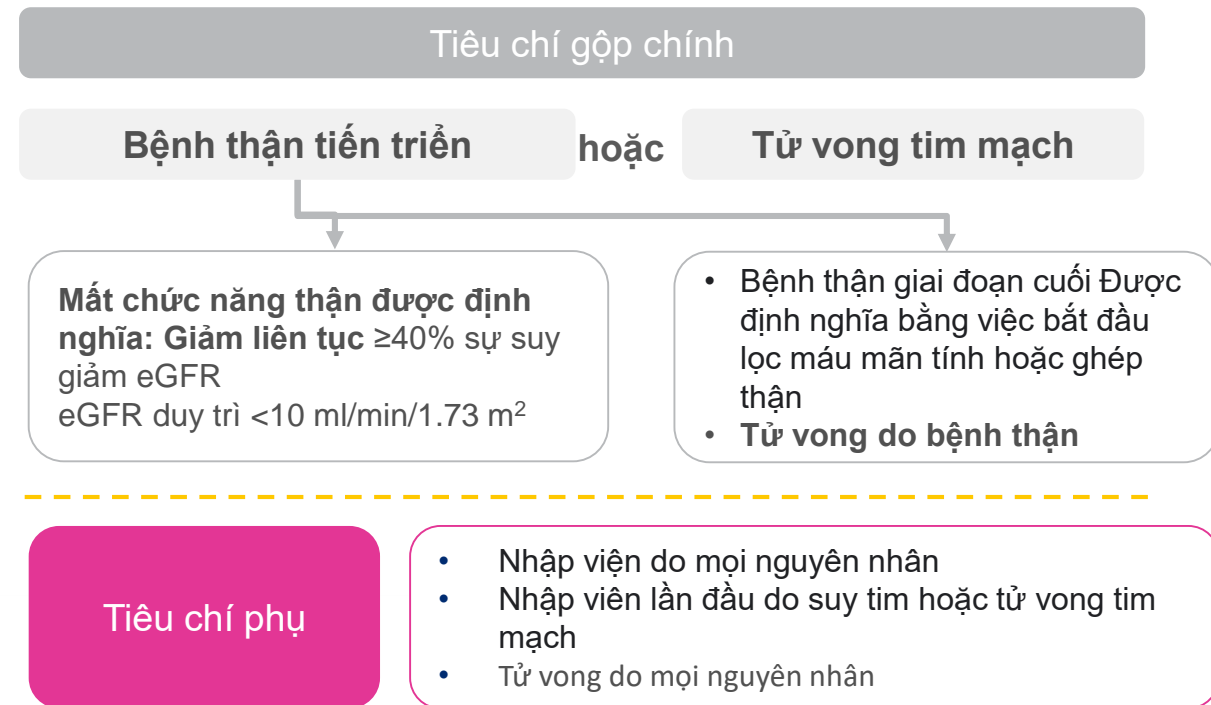 Tiêu chí gộp chính
Bệnh thận tiến triển hoặc Tử vong tim mạch
Mất chức năng thận được định
nghĩa: Giảm liên tục ≥40% sự suy
giảm eGFR
eGFR duy trì <10 ml/min/1.73 m²
• Bệnh thận giai đoạn cuối Được
định nghĩa bằng việc bắt đầu
lọc máu mãn tính hoặc ghép
thận
• Tử vong do bệnh thận
Tiêu chí phụ
• Nhập viện do mọi nguyên nhân
• Nhập viên lần đầu do suy tim hoặc tử vong tim
mạch
• Tử vong do mọi nguyên nhân